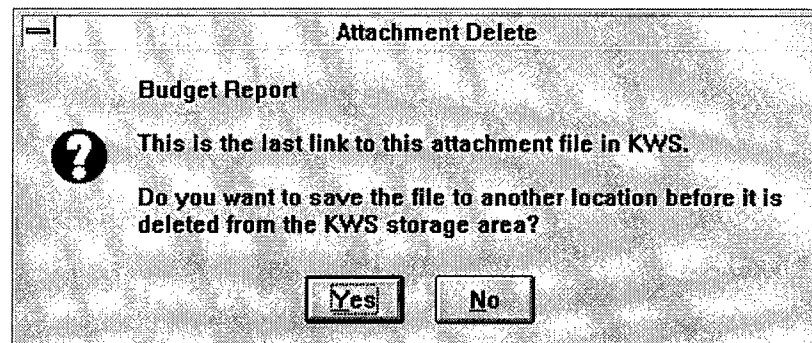 Attachment Delete
Budget Report
This is the last link to this attachment file in KWS.
Do you want to save the file to another location before it is
deleted from the KWS storage area?
Yes
No